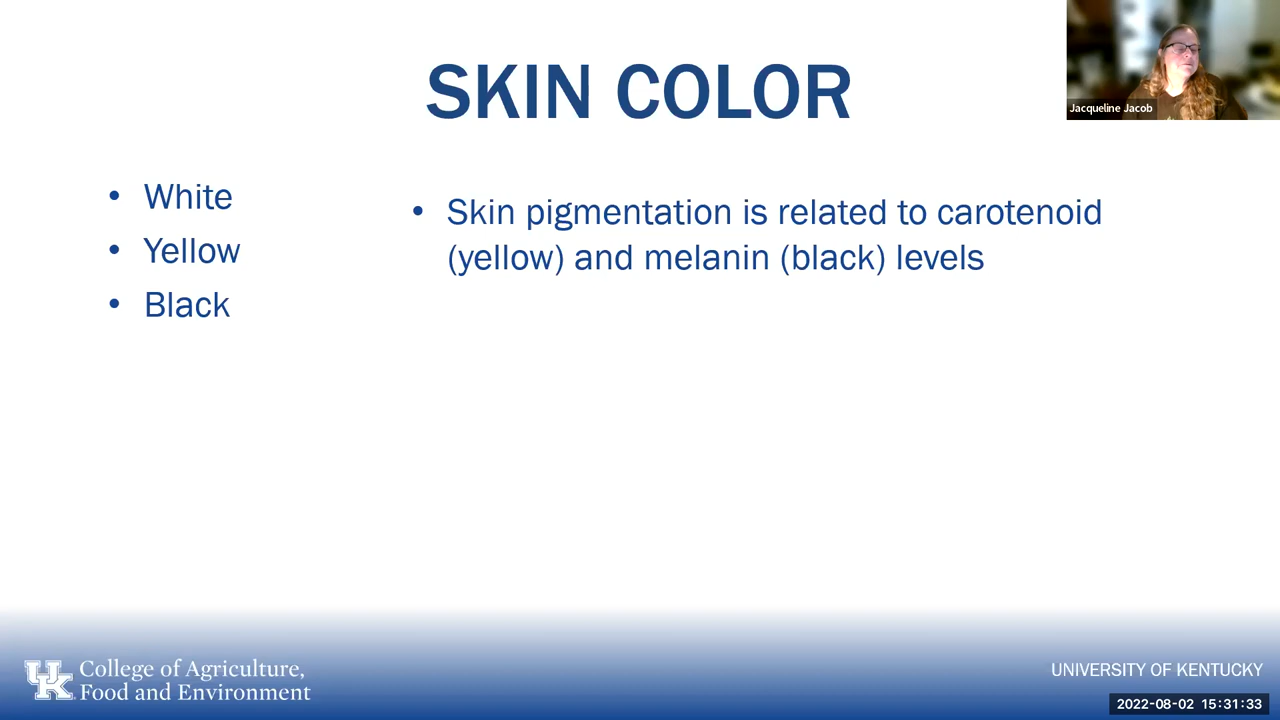 SKIN COLOR
Jacqueline Jacob
• White
• Yellow
• Black
• Skin pigmentation is related to carotenoid
(yellow) and melanin (black) levels
UK
College of Agriculture,
Food and Environment
UNIVERSITY OF KENTUCKY
2022-08-02 15:31:33